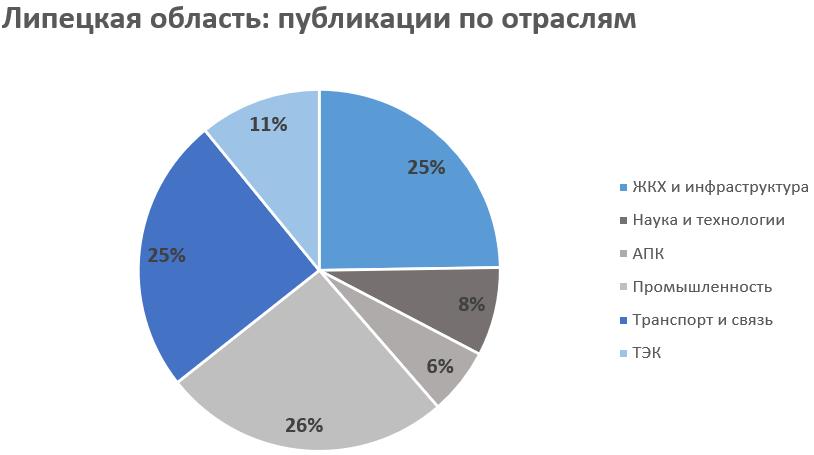 Липецкая область: публикации по отраслям
11%
25%
25%
8%
6%
26%
ЖКХ и инфраструктура
Наука и технологии
АПК
Промышленность
Транспорт и связь
ТЭК